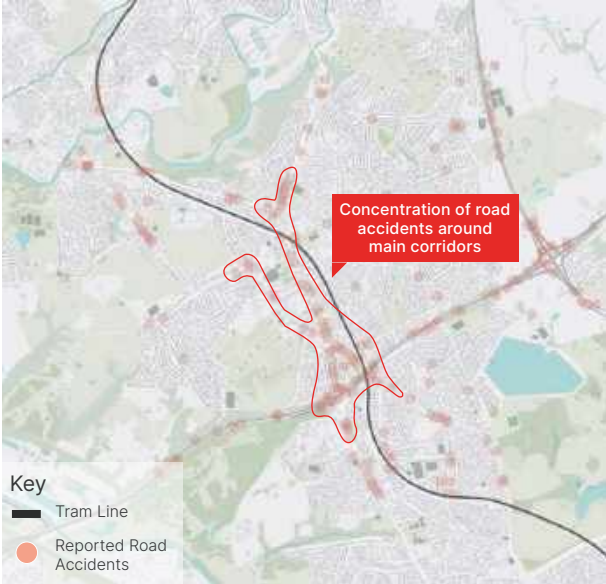 Concentration of road
accidents around
main corridors
Key
Tram Line
Reported Road
Accidents